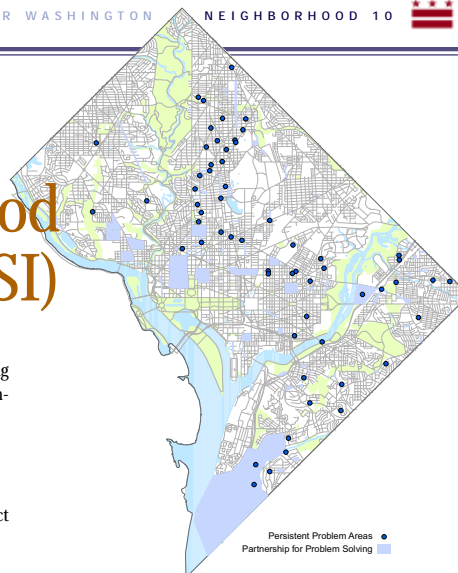 R WASHINGTON NEIGHBORHOOD 10
od
SI)
g
n-
ct
Persistent Problem Areas
Partnership for Problem Solving